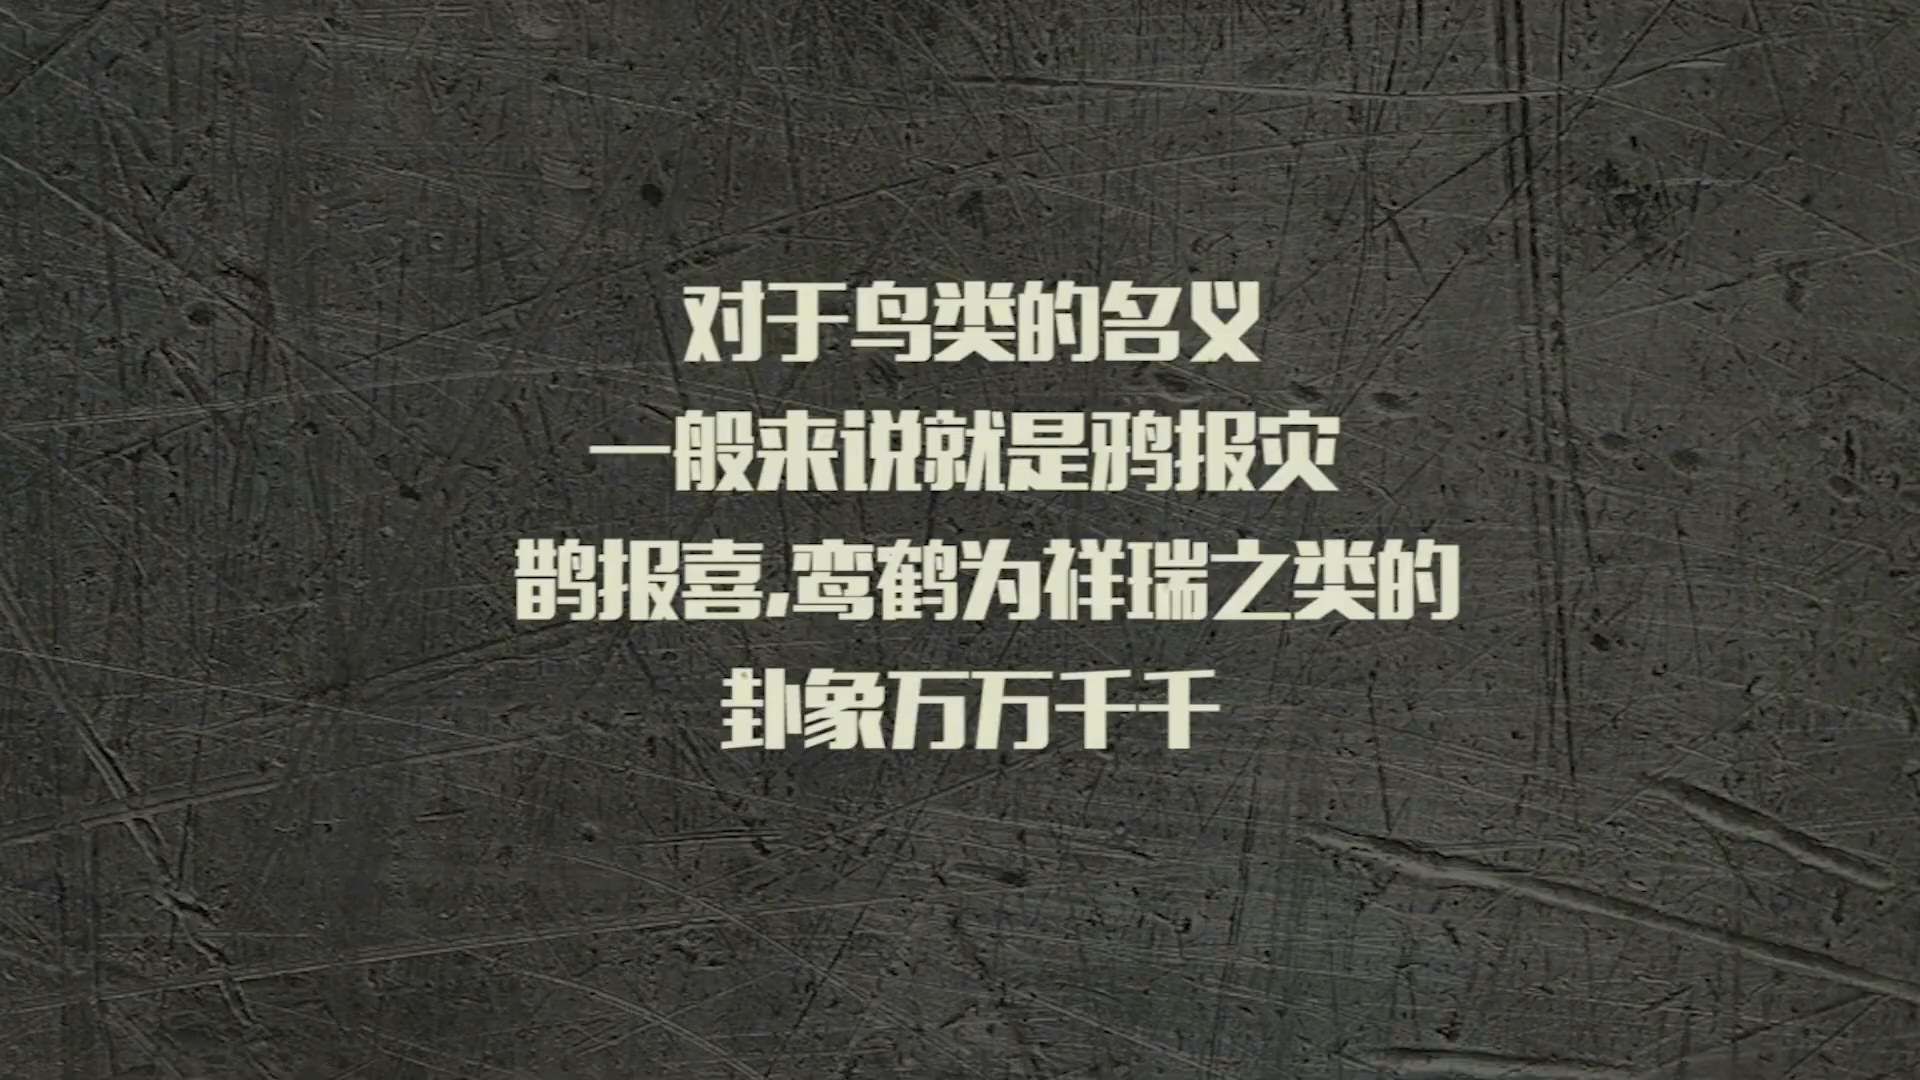 对于鸟类的名义
一般来说就是鸦报灾
鹊报喜,鸾鹤为祥瑞之类的
卦象万万千千